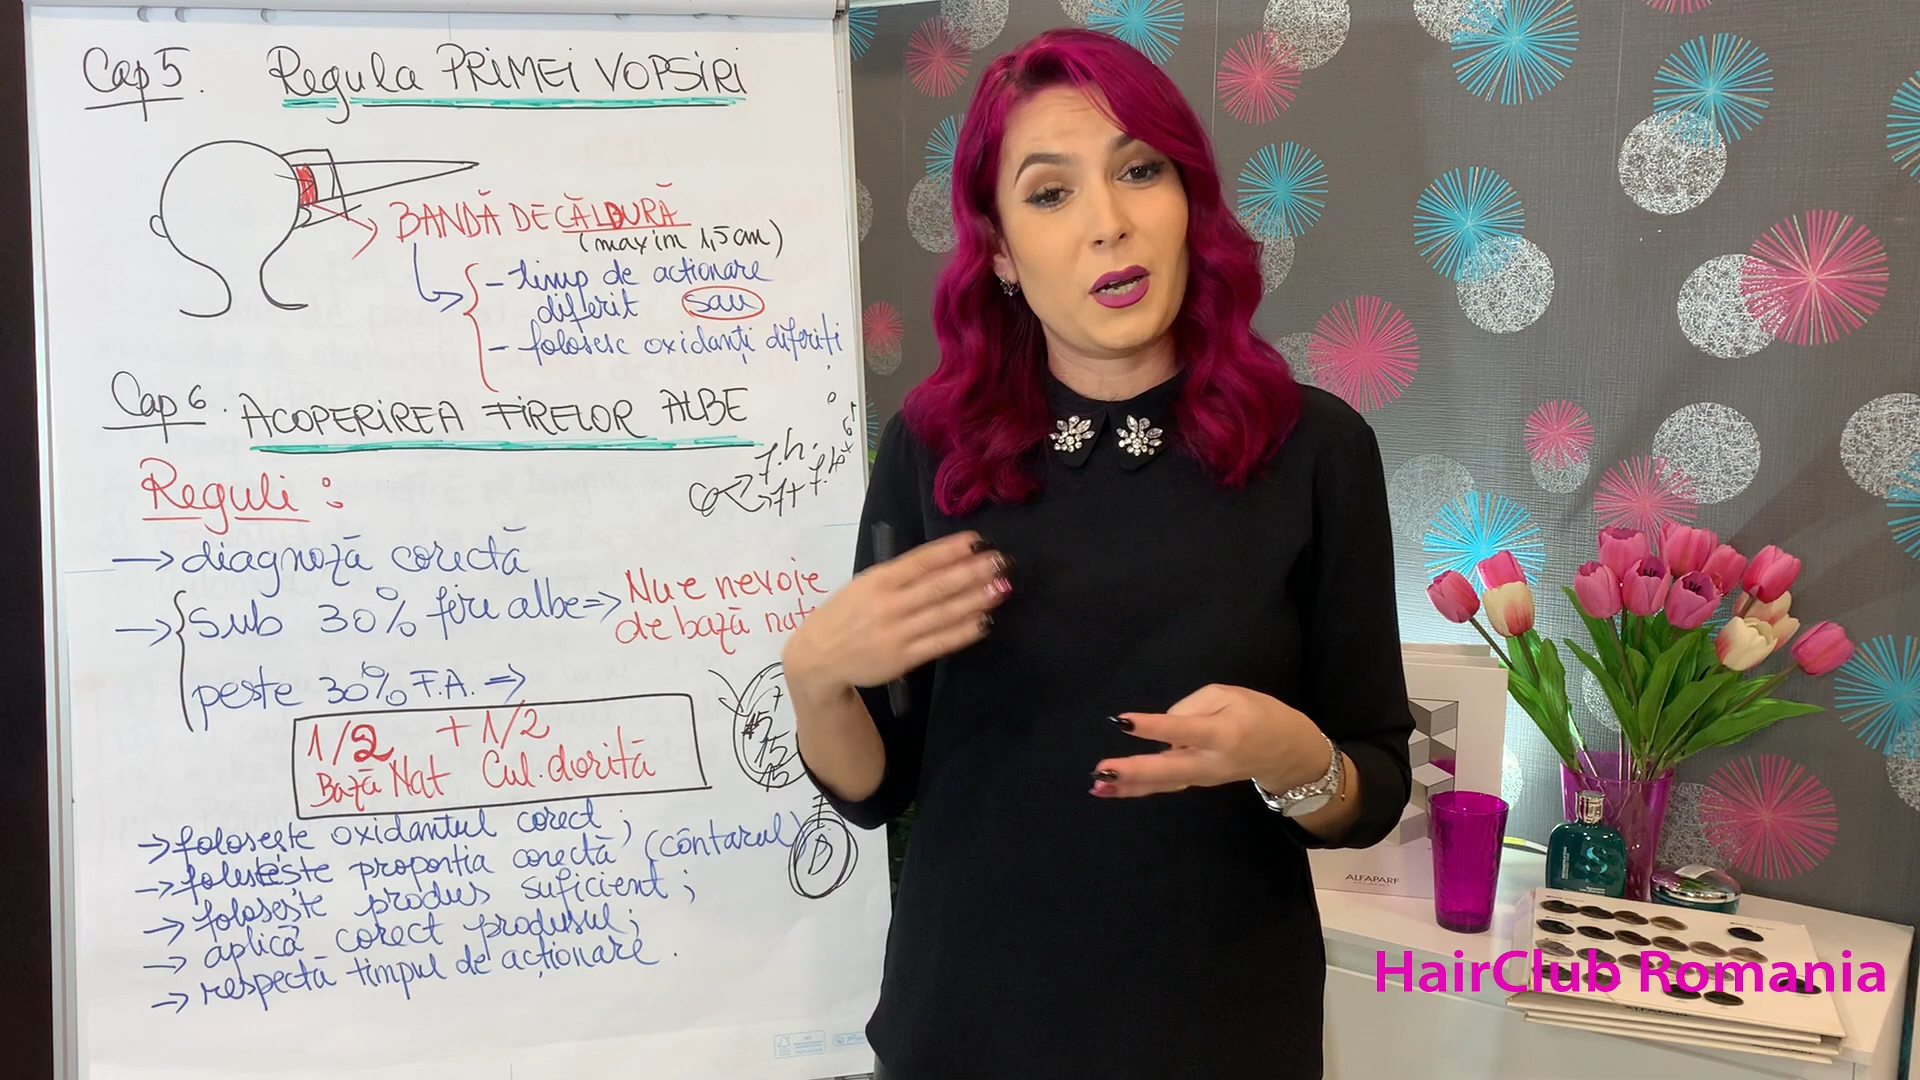 Cap 5. Regula PRIMEI VOPSIRI
BANDĂ DE CĂLDURĂ
(maxim 1,5 cm)
- timp de acționare
diferit sau
- folosesc oxidanți diferiți
Cap 6. ACOPERIREA FIRELOR ALBE
Reguli:
→ diagnoză corectă
→ sub 30% fire albe => Nu e nevoie
de bază nat
peste 30% F.A. =>
1/2 + 1/2
Bază Nat Cul. dorită
→ folosește oxidantul corect;
→ folosește proporția corectă (cântarul)
→ folosește produs suficient;
→ aplică corect produsul;
→ respectă timpul de acționare.
ALFAPARF
HairClub Romania